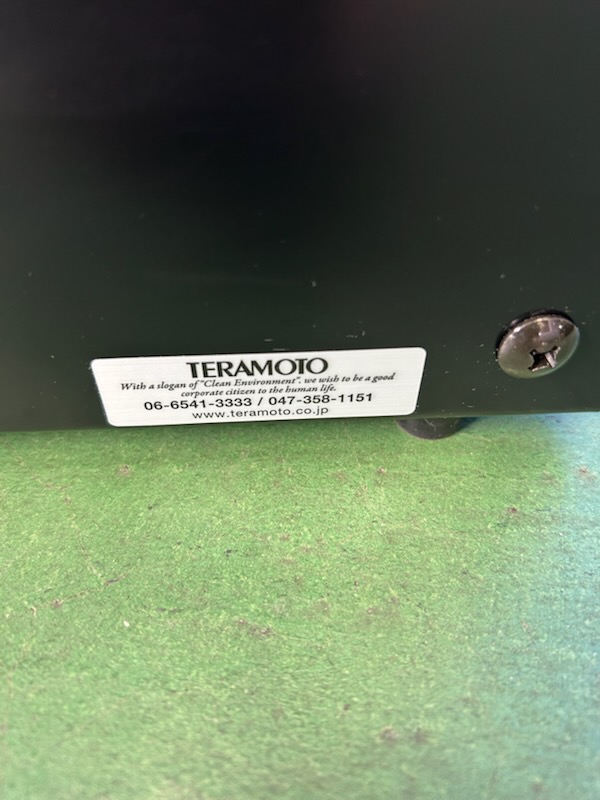 TERAMOTO
With a slogan of "Clean Environment". we wish to be a good
corporate citizen to the human life.
06-6541-3333 / 047-358-1151
www.teramoto.co.jp